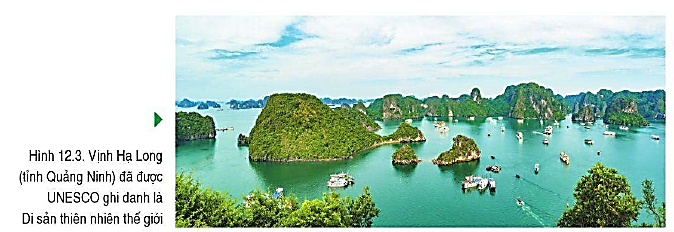 Hình 12.3. Vịnh Hạ Long
(tỉnh Quảng Ninh) đã được
UNESCO ghi danh là
Di sản thiên nhiên thế giới